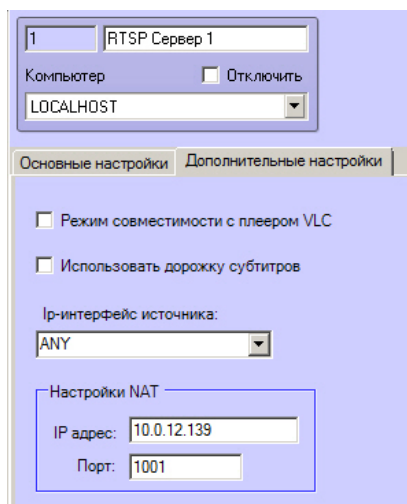 1 RTSP Сервер 1
Компьютер Отключить
LOCALHOST
Основные настройки Дополнительные настройки
Режим совместимости с плеером VLC
Использовать дорожку субтитров
Ip-интерфейс источника:
ANY
Настройки NAT
IP адрес: 10.0.12.139
Порт: 1001